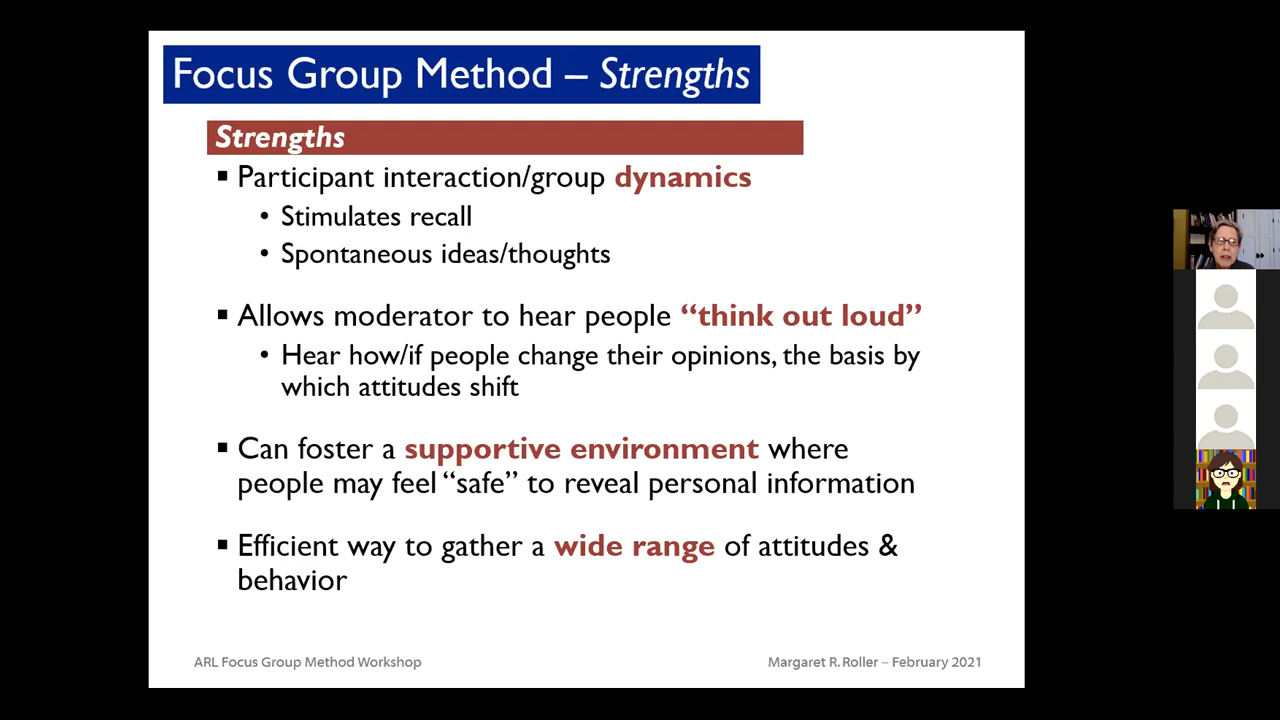 Focus Group Method – Strengths
Strengths
▪ Participant interaction/group dynamics
• Stimulates recall
• Spontaneous ideas/thoughts
▪ Allows moderator to hear people “think out loud”
• Hear how/if people change their opinions, the basis by
which attitudes shift
▪ Can foster a supportive environment where
people may feel “safe” to reveal personal information
▪ Efficient way to gather a wide range of attitudes &
behavior
ARL Focus Group Method Workshop
Margaret R. Roller – February 2021